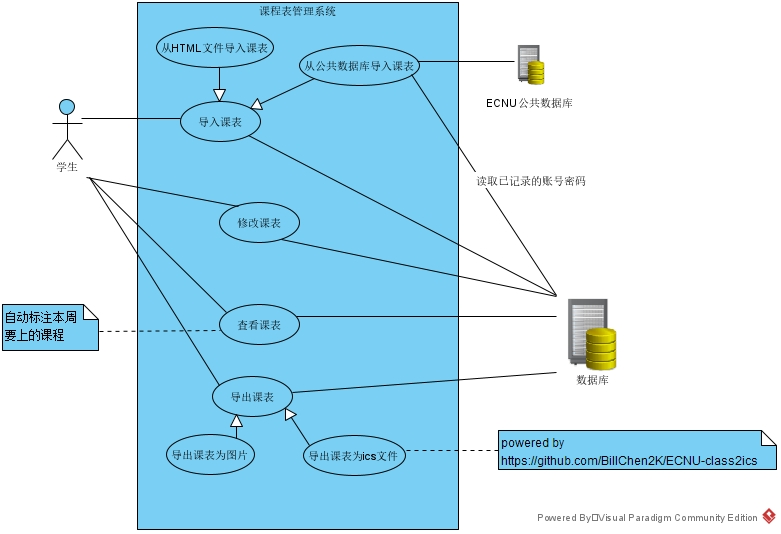 课程表管理系统
从HTML文件导入课表
从公共数据库导入课表
ECNU公共数据库
导入课表
学生
读取已记录的账号密码
修改课表
自动标注本周
要上的课程
查看课表
数据库
导出课表
导出课表为图片
导出课表为ics文件
powered by
https://github.com/BillChen2K/ECNU-class2ics
Powered By Visual Paradigm Community Edition